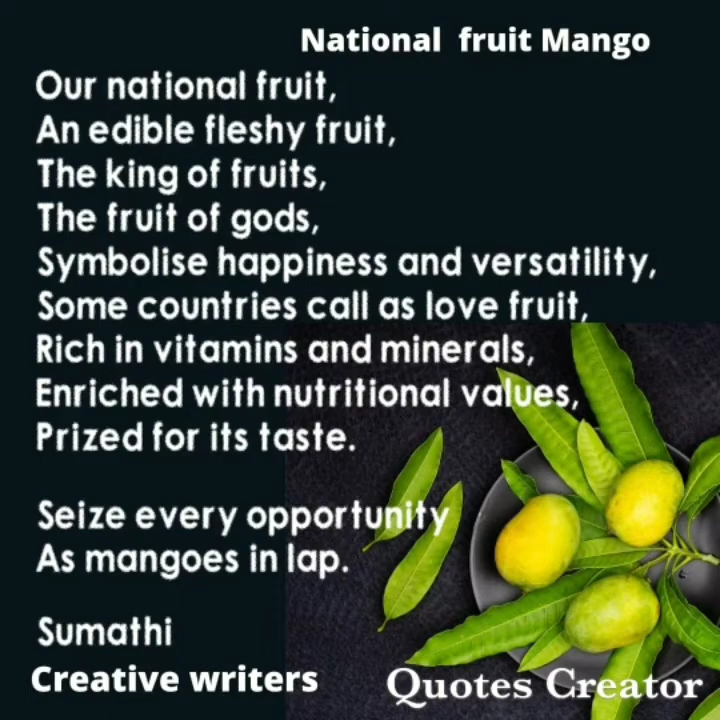 National fruit Mango
Our national fruit,
An edible fleshy fruit,
The king of fruits,
The fruit of gods,
Symbolise happiness and versatility,
Some countries call as love fruit,
Rich in vitamins and minerals,
Enriched with nutritional values,
Prized for its taste.
Seize every opportunity
As mangoes in lap.
Sumathi
Creative writers
Quotes Creator